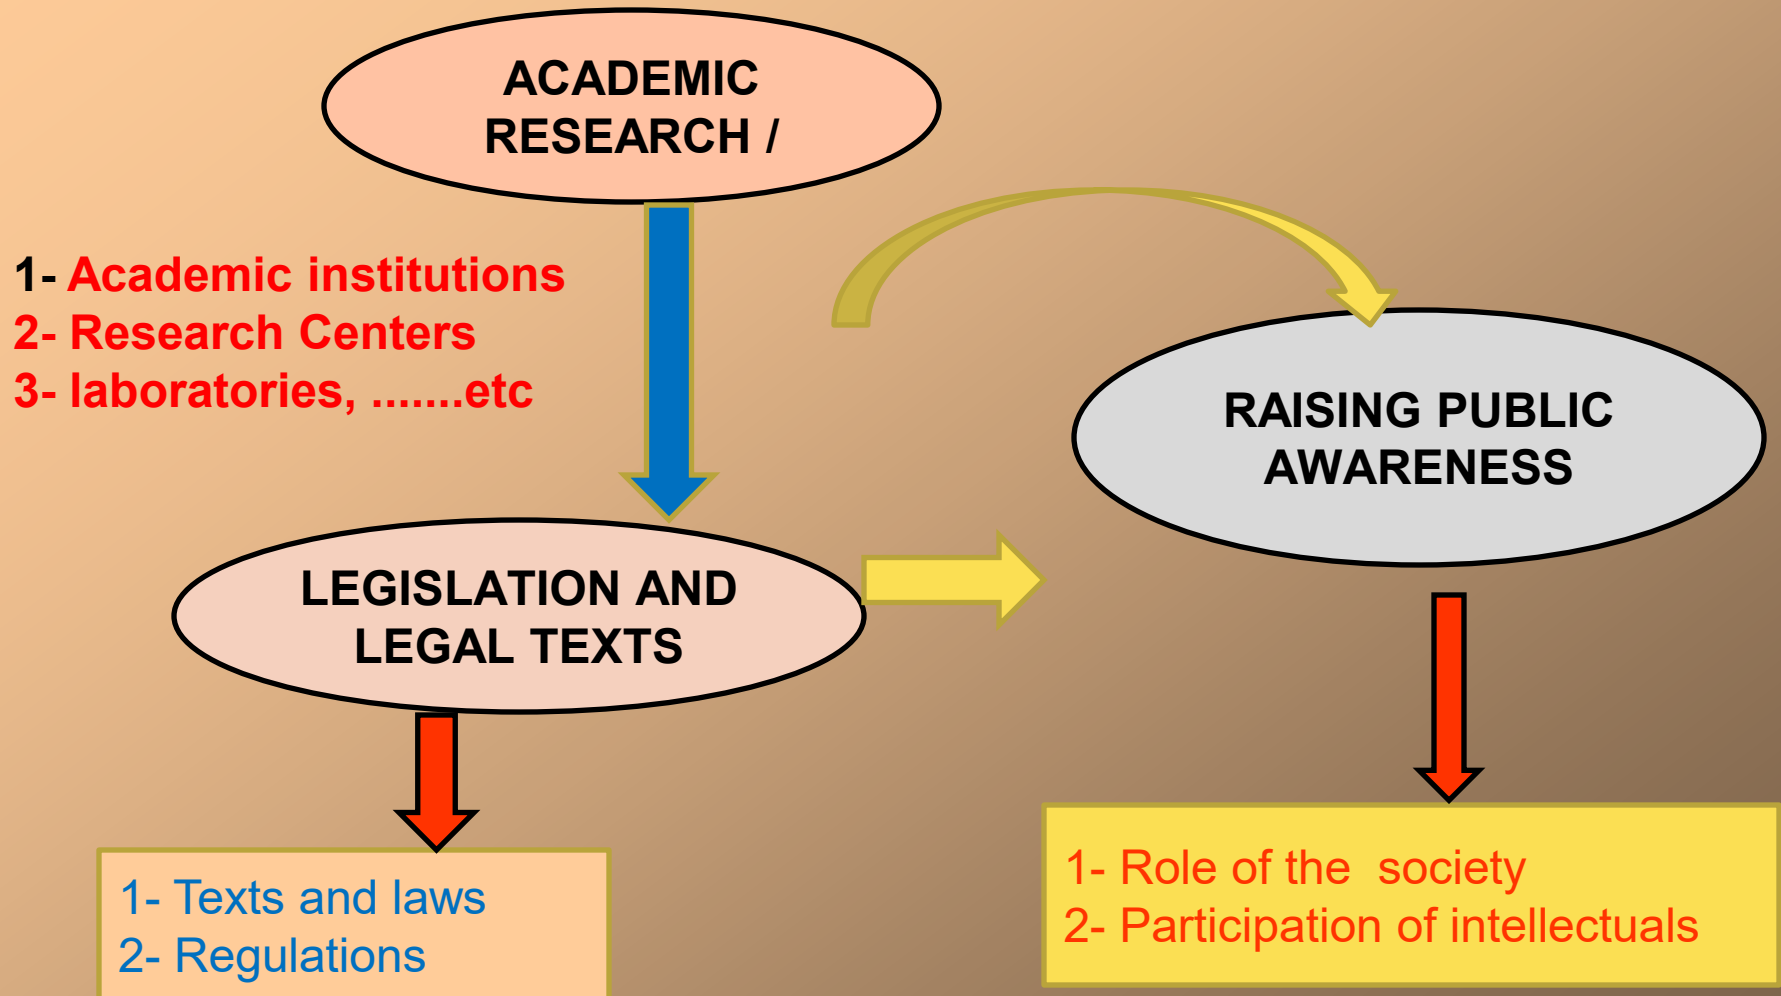 ACADEMIC
RESEARCH /
1- Academic institutions
2- Research Centers
3- laboratories, .......etc
RAISING PUBLIC
AWARENESS
LEGISLATION AND
LEGAL TEXTS
1- Texts and laws
2- Regulations
1- Role of the  society
2- Participation of intellectuals